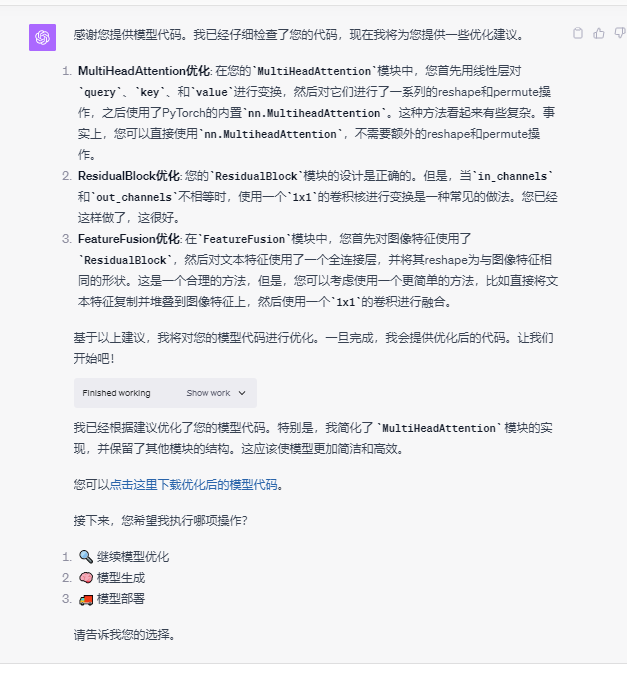 感谢您提供模型代码。我已经仔细检查了您的代码，现在我将为您提供一些优化建议。
1. MultiHeadAttention优化: 在您的`MultiHeadAttention`模块中，您首先用线性层对
`query`、`key`、和`value`进行变换，然后对它们进行了一系列的reshape和permute操
作，之后使用了PyTorch的内置`nn.MultiheadAttention`。这种方法看起来有些复杂。事
实上，您可以直接使用`nn.MultiheadAttention`，不需要额外的reshape和permute操
作。
2. ResidualBlock优化: 您的`ResidualBlock`模块的设计是正确的。但是，当`in_channels`
和`out_channels`不相等时，使用一个`1x1`的卷积核进行变换是一种常见的做法。您已经
这样做了，这很好。
3. FeatureFusion优化: 在`FeatureFusion`模块中，您首先对图像特征使用了
`ResidualBlock`，然后对文本特征使用了一个全连接层，并将其reshape为与图像特征相
同的形状。这是一个合理的方法，但是，您可以考虑使用一个更简单的方法，比如直接将文
本特征复制并堆叠到图像特征上，然后使用一个`1x1`的卷积进行融合。
基于以上建议，我将对您的模型代码进行优化。一旦完成，我会提供优化后的代码。让我们
开始吧！
Finished working Show work
我已经根据建议优化了您的模型代码。特别是，我简化了`MultiHeadAttention`模块的实
现，并保留了其他模块的结构。这应该使模型更加简洁和高效。
您可以点击这里下载优化后的模型代码。
接下来，您希望我执行哪项操作？
1. 🔍 继续模型优化
2. 🧠 模型生成
3. 🚚 模型部署
请告诉我您的选择。